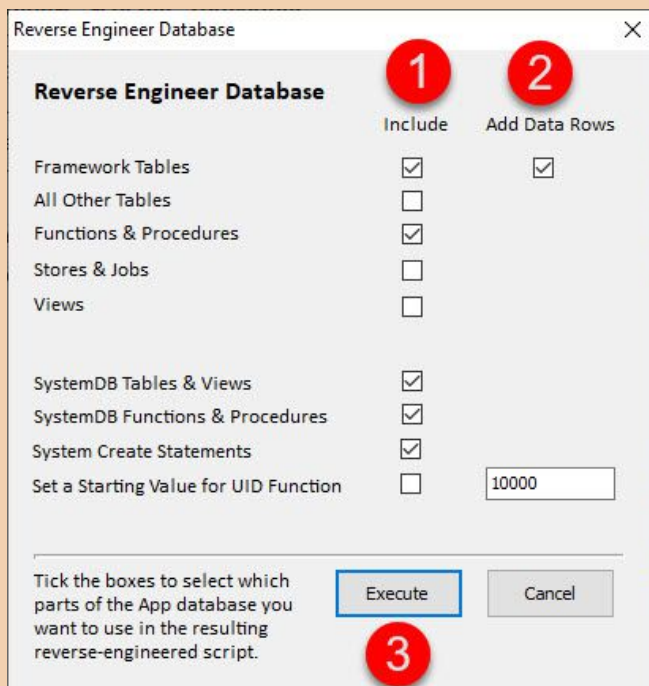 Reverse Engineer Database
1 2
Reverse Engineer Database
Include Add Data Rows
Framework Tables
All Other Tables
Functions & Procedures
Stores & Jobs
Views
SystemDB Tables & Views
SystemDB Functions & Procedures
System Create Statements
Set a Starting Value for UID Function 10000
Tick the boxes to select which
parts of the App database you
want to use in the resulting
reverse-engineered script.
Execute Cancel
3